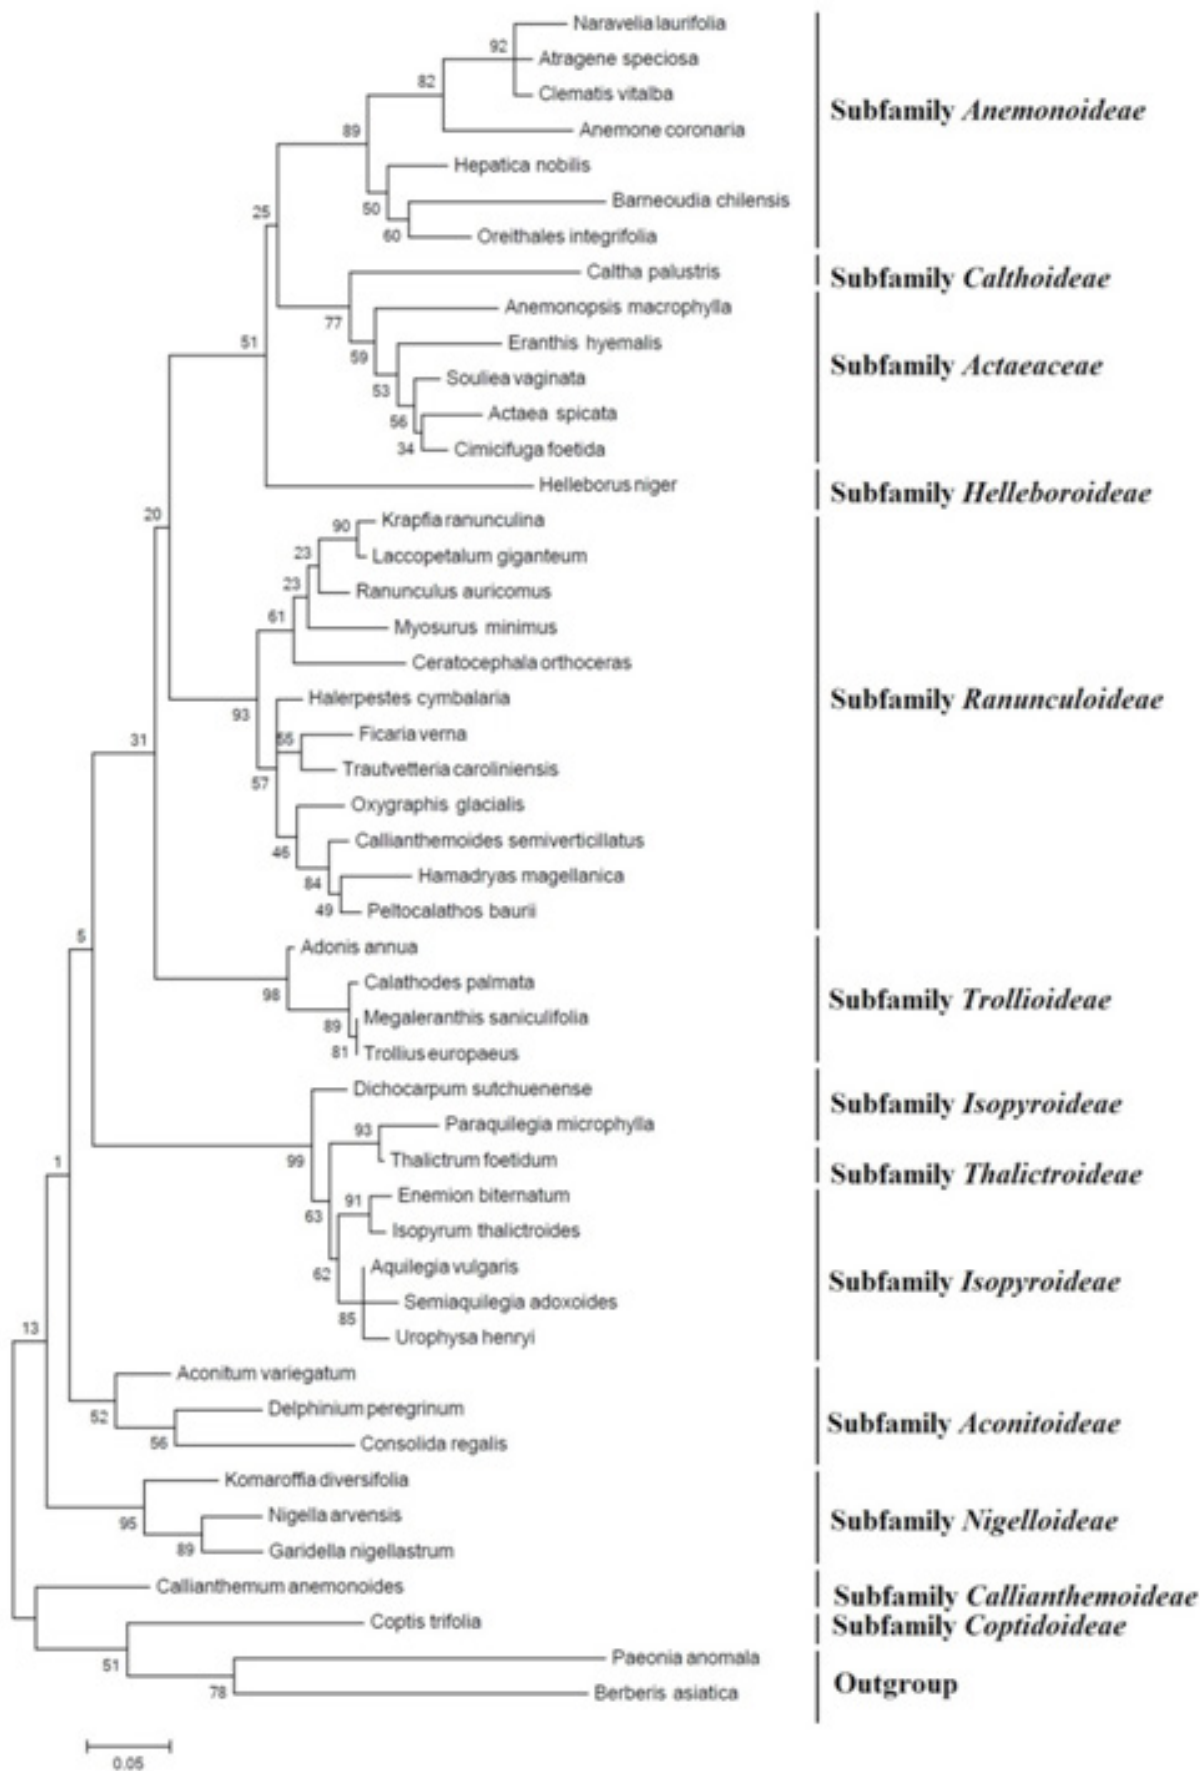 Naravelia laurifolia
92
Atragene speciosa
82
Clematis vitalba
Subfamily Anemonoideae
89
Anemone coronaria
Hepatica nobilis
50
Barneoudia chilensis
25
60
Oreithales integrifolia
Caltha palustris
Subfamily Calthoideae
77
Anemonopsis macrophylla
51
59
Eranthis hyemalis
Subfamily Actaeaceae
53
Souliea vaginata
56
Actaea spicata
34
Cimicifuga foetida
Helleborus niger
Subfamily Helleboroideae
20
90
Krapfia ranunculina
23
Laccopetalum giganteum
23
Ranunculus auricomus
61
Myosurus minimus
Ceratocephala orthoceras
Halerpestes cymbalaria
Subfamily Ranunculoideae
93
31
55
Ficaria verna
57
Trautvetteria caroliniensis
Oxygraphis glacialis
46
Callianthemoides semiverticillatus
84
Hamadryas magellanica
49
Peltocalathos baurii
5
Adonis annua
98
Calathodes palmata
Subfamily Trollioideae
89
Megaleranthis saniculifolia
81
Trollius europaeus
Dichocarpum sutchuenense
Subfamily Isopyroideae
93
Paraquilegia microphylla
1
99
Thalictrum foetidum
Subfamily Thalictroideae
63
91
Enemion biternatum
Isopyrum thalictroides
62
Aquilegia vulgaris
Subfamily Isopyroideae
Semiaquilegia adoxoides
85
Urophysa henryi
13
Aconitum variegatum
52
Delphinium peregrinum
Subfamily Aconitoideae
56
Consolida regalis
Komaroffia diversifolia
95
Nigella arvensis
Subfamily Nigelloideae
89
Garidella nigellastrum
Callianthemum anemonoides
Subfamily Callianthemoideae
Coptis trifolia
Subfamily Coptidoideae
51
Paeonia anomala
Outgroup
78
Berberis asiatica
0.05